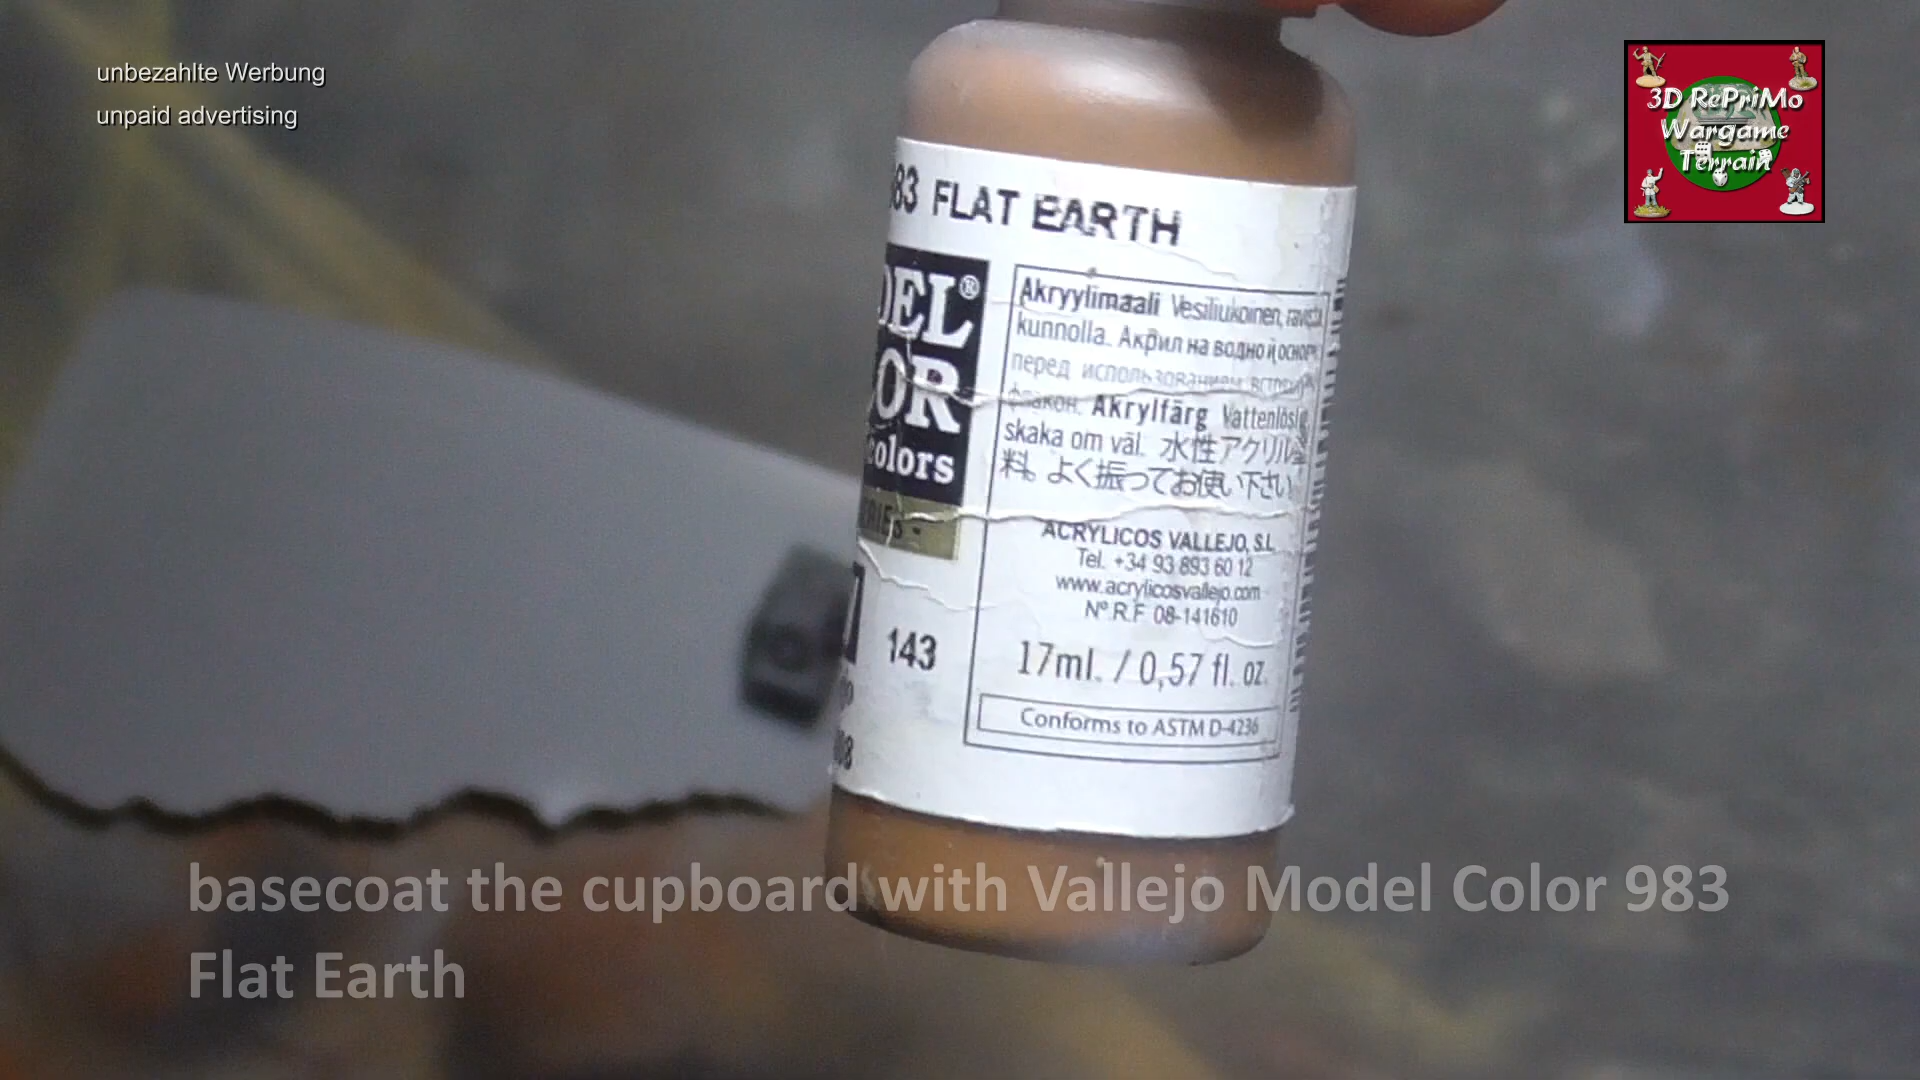 unbezahlte Werbung
unpaid advertising
3D RePriMo
Wargame
Terrain
83 FLAT EARTH
DEL®
OR
colors
Akryylimaali Vesiliukoinen, ravista
kunnolla. Акрил на водной основе
перед использованием встряхнуть
флакон. Akrylfärg Vattenlöslig,
skaka om väl. 水性アクリル塗
料。よく振ってお使い下さい
ACRYLICOS VALLEJO, S.L.
Tel. +34 93 893 60 12
www.acrylicosvallejo.com
Nº.R.F 08-141610
143
17ml. / 0,57 fl. oz.
Conforms to ASTM D-4236
basecoat the cupboard with Vallejo Model Color 983
Flat Earth